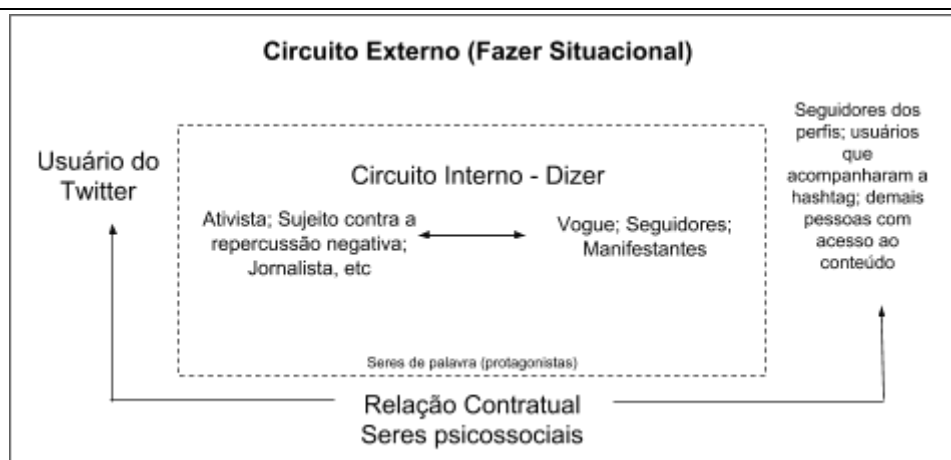 Circuito Externo (Fazer Situacional)
Usuário do
Twitter
Circuito Interno - Dizer
Ativista; Sujeito contra a
repercussão negativa;
Jornalista, etc
Vogue; Seguidores;
Manifestantes
Seguidores dos
perfis; usuários
que
acompanharam a
hashtag; demais
pessoas com
acesso ao
conteúdo
Seres de palavra (protagonistas)
Relação Contratual
Seres psicossociais